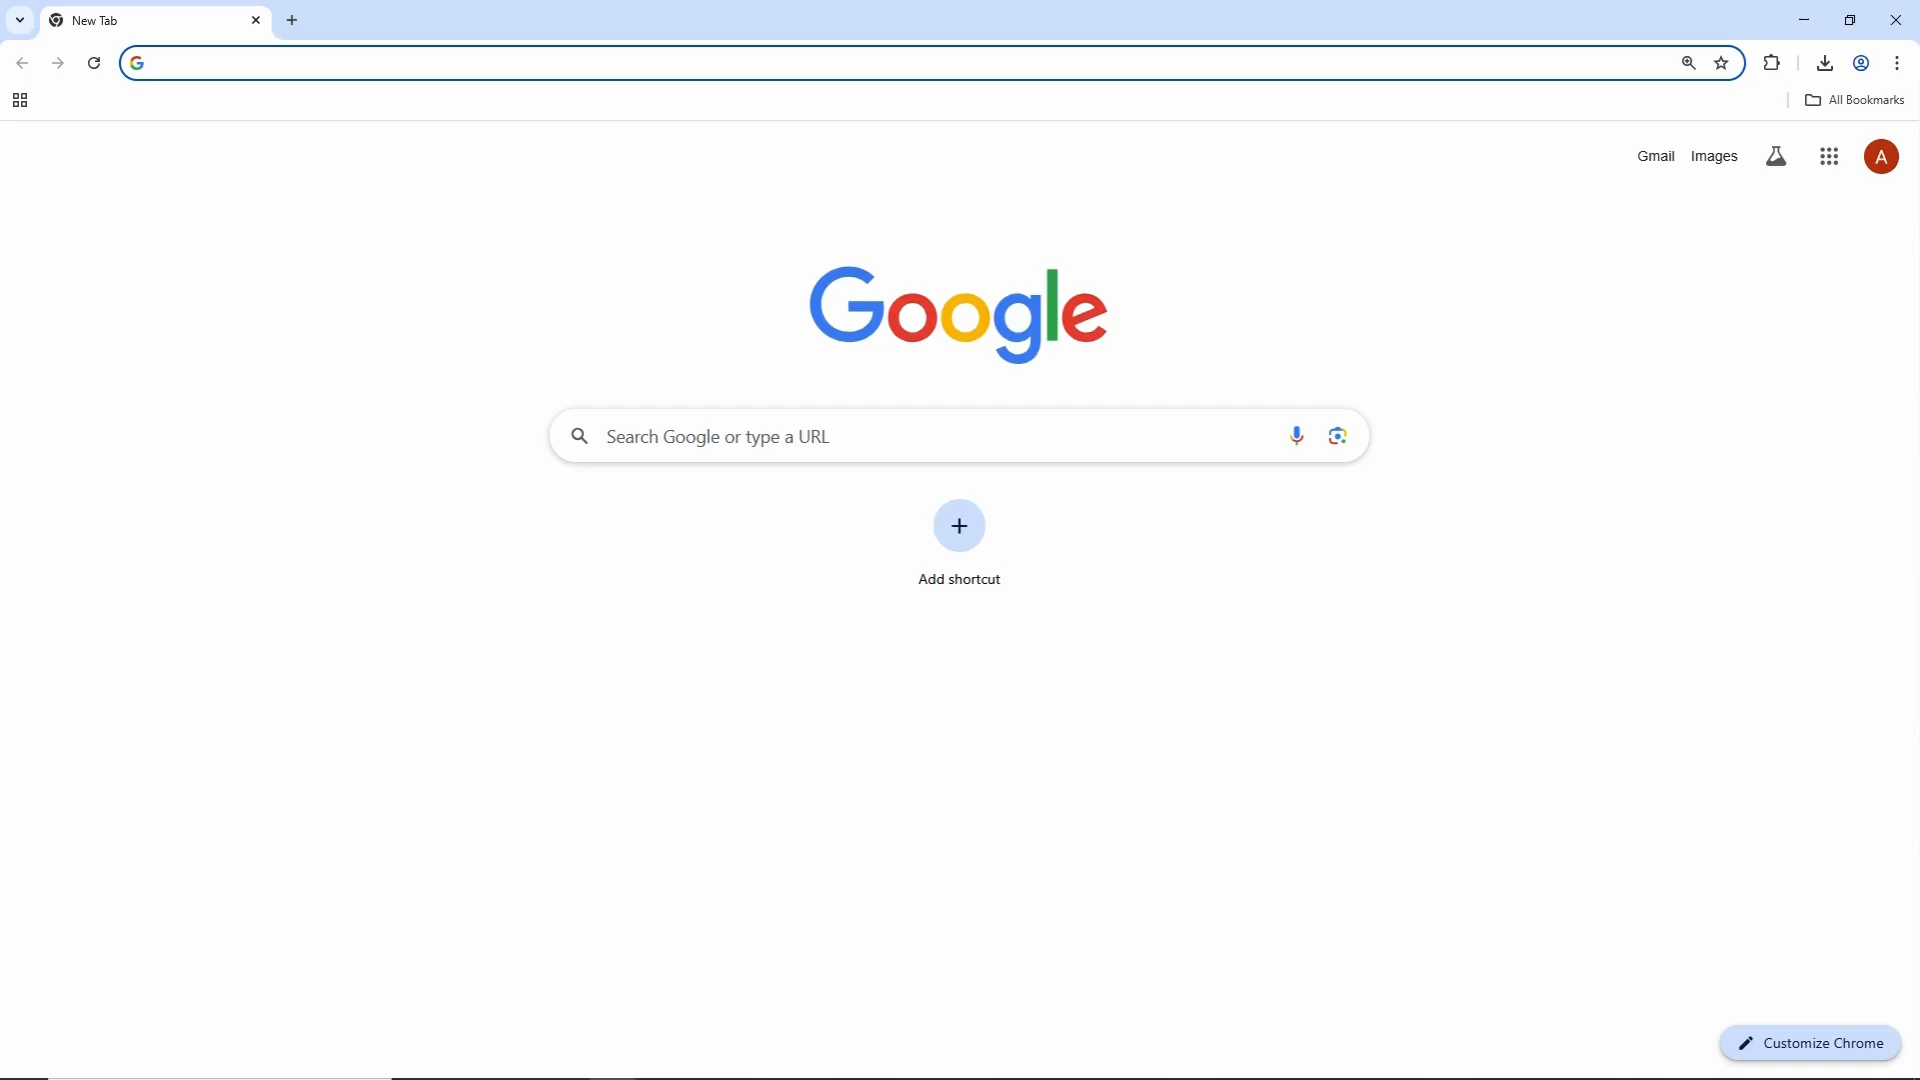 New Tab
All Bookmarks
Gmail Images
A
Google
Search Google or type a URL
Add shortcut
Customize Chrome